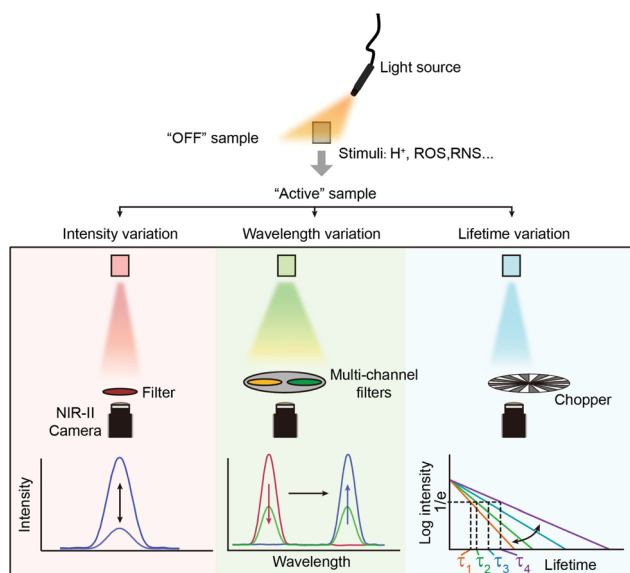 Light source
“OFF” sample
Stimuli: H⁺, ROS,RNS...
“Active” sample
Intensity variation
Wavelength variation
Lifetime variation
Filter
NIR-II
Camera
Multi-channel
filters
Chopper
Intensity
Wavelength
Log intensity
1/e
τ₁ τ₂ τ₃ τ₄
Lifetime